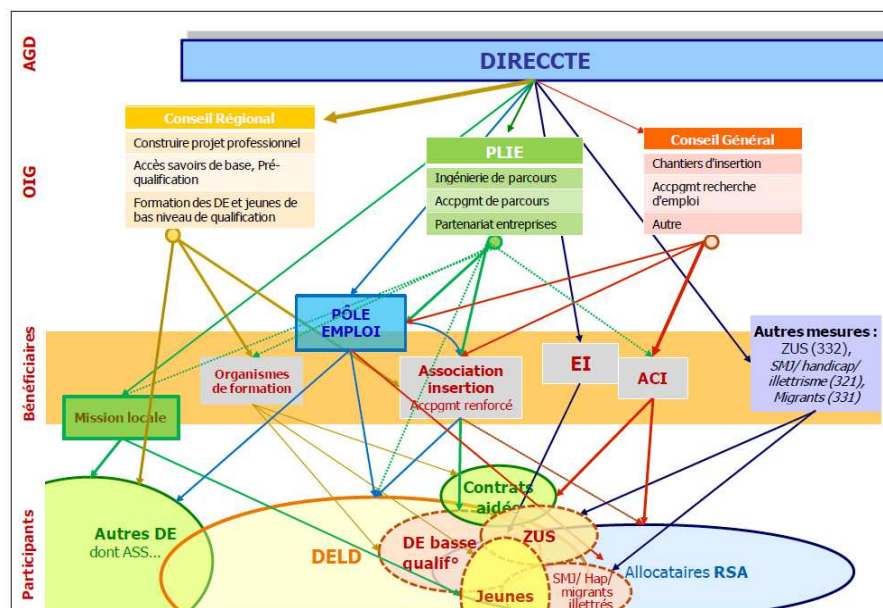 AGD
DIRECCTE
OIG
Conseil Régional
Construire projet professionnel
Accès savoirs de base, Pré-
qualification
Formation des DE et jeunes de
bas niveau de qualification
PLIE
Ingénierie de parcours
Accpgmt de parcours
Partenariat entreprises
Conseil Général
Chantiers d'insertion
Accpgmt recherche
d'emploi
Autre
Bénéficiaires
PÔLE
EMPLOI
Mission locale
Organismes
de formation
Association
insertion
Accpgmt renforcé
EI
ACI
Autres mesures :
ZUS (332),
SMJ/ handicap/
illettrisme (321),
Migrants (331)
Participants
Autres DE
dont ASS...
DELD
Contrats
aidés
DE basse
qualif°
ZUS
Jeunes
SMJ/ Hap/
migrants
illettrés
Allocataires RSA